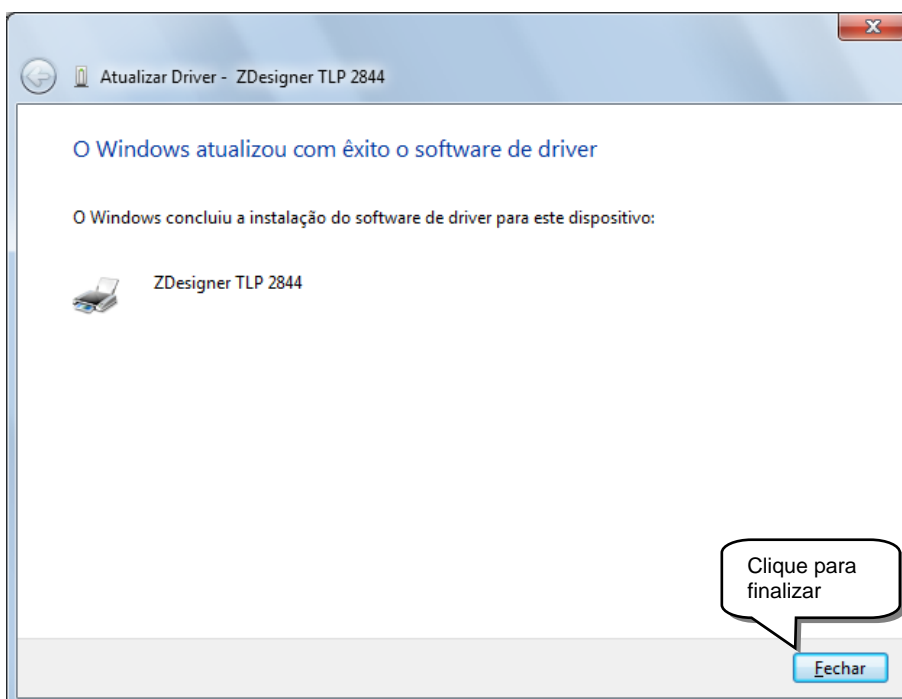 Atualizar Driver - ZDesigner TLP 2844
O Windows atualizou com êxito o software de driver
O Windows concluiu a instalação do software de driver para este dispositivo:
ZDesigner TLP 2844
Clique para
finalizar
Fechar